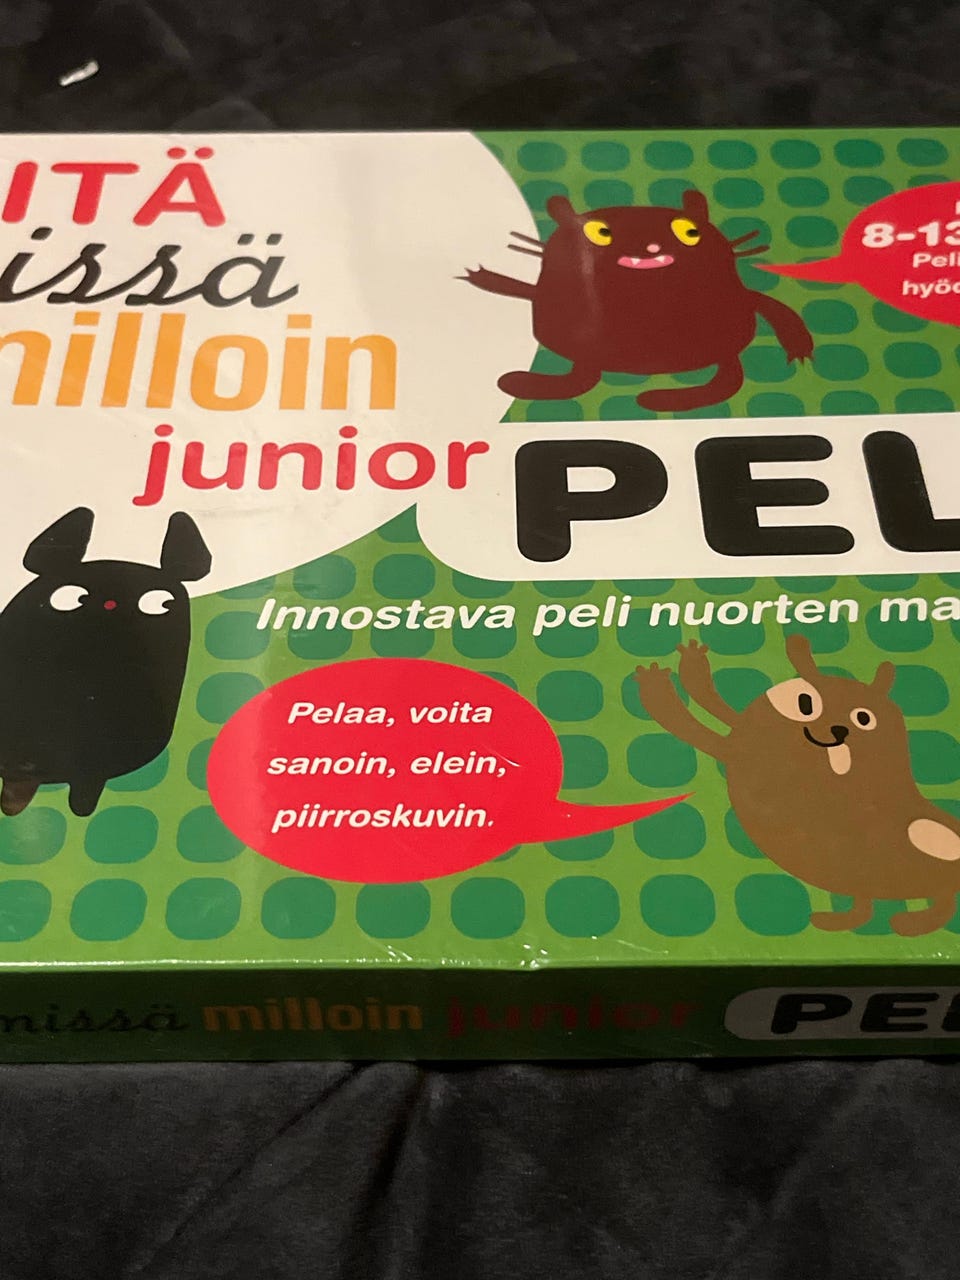 ITÄ
issä
milloin
junior PEL
8-13
Peli
hyöd
Innostava peli nuorten ma
Pelaa, voita
sanoin, elein,
piirroskuvin.
missä milloin junior PEL